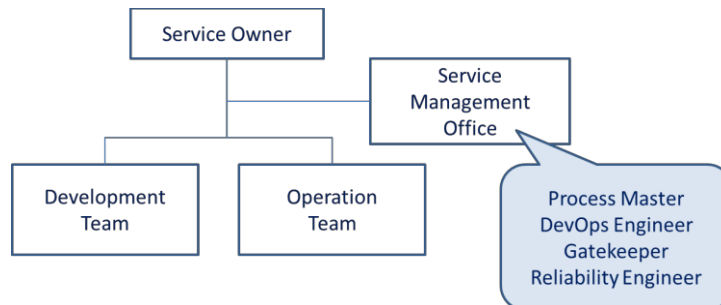 Service Owner
Service
Management
Office
Development
Team
Operation
Team
Process Master
DevOps Engineer
Gatekeeper
Reliability Engineer